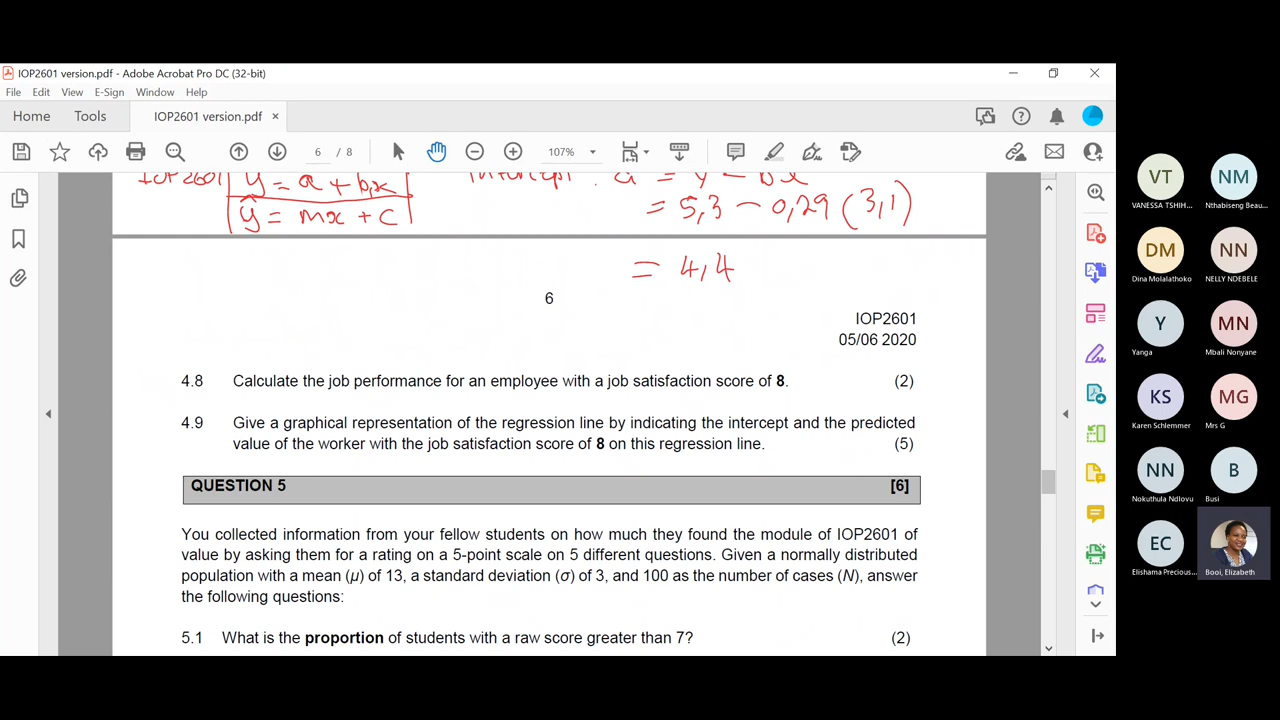 IOP2601 version.pdf - Adobe Acrobat Pro DC (32-bit)
File Edit View E-Sign Window Help
Home Tools IOP2601 version.pdf ×
6 / 8 107%
IOP2601 y = a + b,x
ŷ = mx + c
intercept : a = y - bx
= 5,3 - 0,29 (3,1)
= 4,4
6
IOP2601
05/06 2020
4.8 Calculate the job performance for an employee with a job satisfaction score of 8. (2)
4.9 Give a graphical representation of the regression line by indicating the intercept and the predicted
value of the worker with the job satisfaction score of 8 on this regression line. (5)
QUESTION 5 [6]
You collected information from your fellow students on how much they found the module of IOP2601 of
value by asking them for a rating on a 5-point scale on 5 different questions. Given a normally distributed
population with a mean (µ) of 13, a standard deviation (σ) of 3, and 100 as the number of cases (N), answer
the following questions:
5.1 What is the proportion of students with a raw score greater than 7? (2)
VT NM
VANESSA TSHIH... Nthabiseng Beau...
DM NN
Dina Molalathoko NELLY NDEBELE
Y MN
Yanga Mbali Nonyane
KS MG
Karen Schlemmer Mrs G
NN B
Nokuthula Ndlovu Busi
EC
Elishama Precious... Booi, Elizabeth